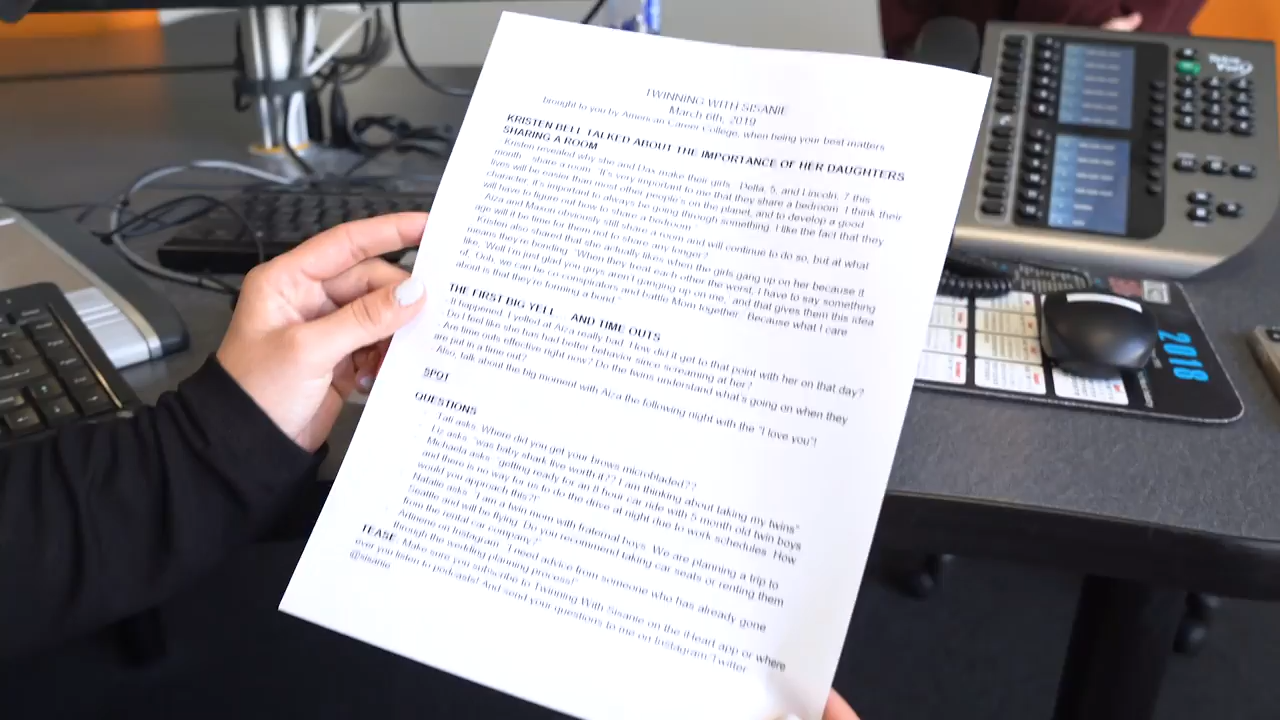 TWINNING WITH SISANIE
March 6th, 2019
brought to you by American Career College, when being your best matters
KRISTEN BELL TALKED ABOUT THE IMPORTANCE OF HER DAUGHTERS
SHARING A ROOM
Kristen revealed why she and Dax make their girls Delta, 5, and Lincoln, 7 this
month share a room. "It's very important to me that they share a bedroom. I think their
lives will be easier than most other people's on the planet, and to develop a good
character, it's important to always be going through something. I like the fact that they
will have to figure out how to share a bedroom."
Aiza and Maxon obviously still share a room and will continue to do so, but at what
age will it be time for them not to share any longer?
Kristen also shared that she actually likes when the girls gang up on her because it
means they're bonding. "When they treat each other the worst, I have to say something
like, 'Well I'm just glad you guys aren't ganging up on me,' and that gives them this idea
of, 'Ooh, we can be co-conspirators and battle Mom together.' Because what I care
about is that they're forming a bond."
THE FIRST BIG YELL ... AND TIME OUTS
It happened. I yelled at Aiza really bad. How did it get to that point with her on that day?
Do I feel like she has had better behavior since screaming at her?
Are time outs effective right now? Do the twins understand what's going on when they
are put in a time out?
Also, talk about the big moment with Aiza the following night with the "I love you"!
SPOT
QUESTIONS
asks Where did you get your brows microbladed??
Liz asks "was baby shark live worth it?? I am thinking about taking my twins"
Michaela asks "getting ready for an 8 hour car ride with 5 month old twin boys
and there is no way for us to do the drive at night due to work schedules. How
would you approach this?!"
Natalie asks "I am a twin mom with fraternal boys. We are planning a trip to
Seattle and will be flying. Do you recommend taking car seats or renting them
from the rental car company?"
on Instagram "I need advice from someone who has already gone
through the wedding planning process!"
TEASE Make sure you subscribe to Twinning With Sisanie on the iHeart app or where
ever you listen to podcasts! And send your questions to me on Instagram/Twitter
@sisanie
2018